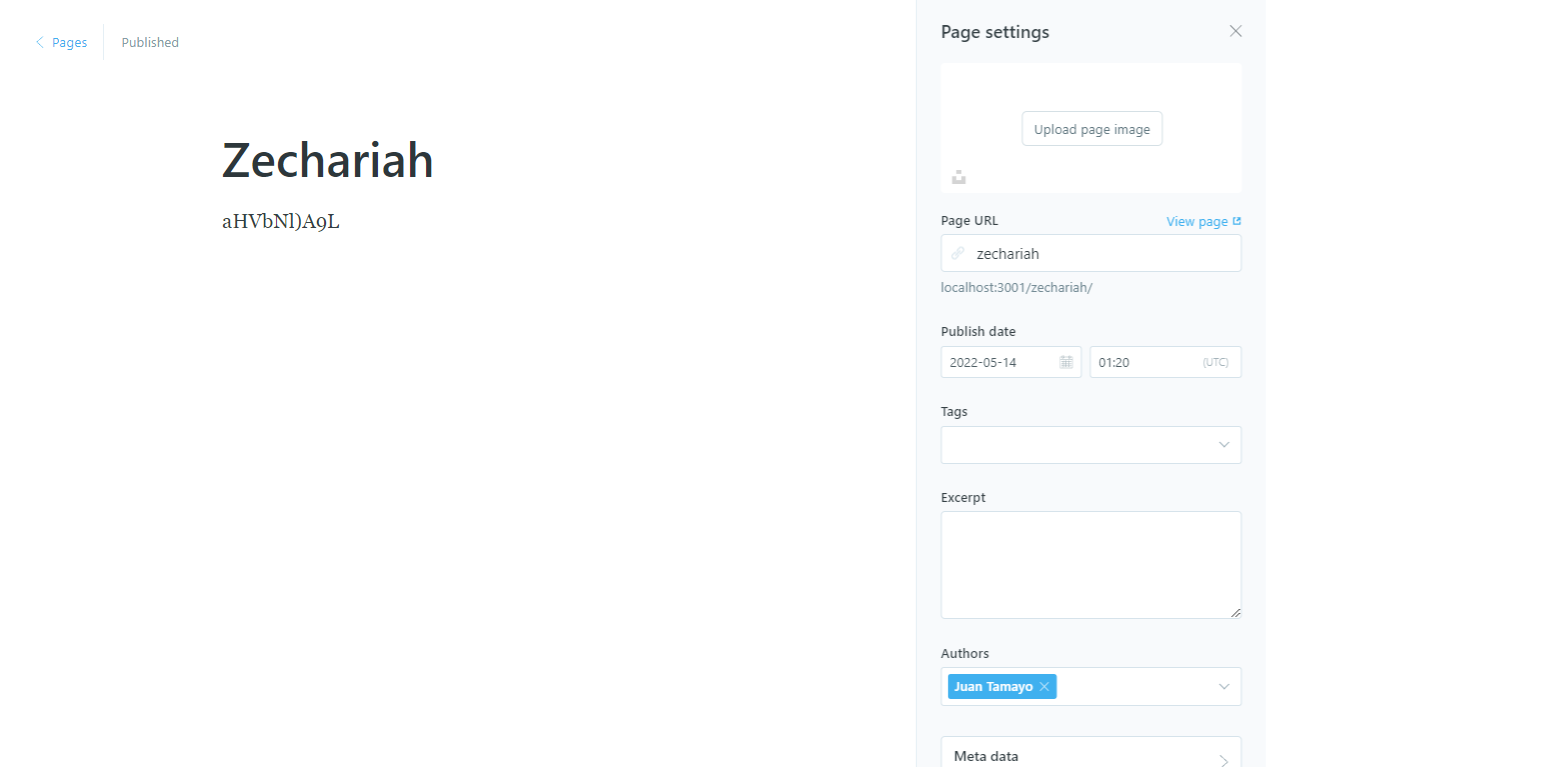 Pages
Published
Zechariah
aHVbNl)A9L
Page settings
Upload page image
Page URL
View page
zechariah
localhost:3001/zechariah/
Publish date
2022-05-14
01:20
(UTC)
Tags
Excerpt
Authors
Juan Tamayo
Meta data